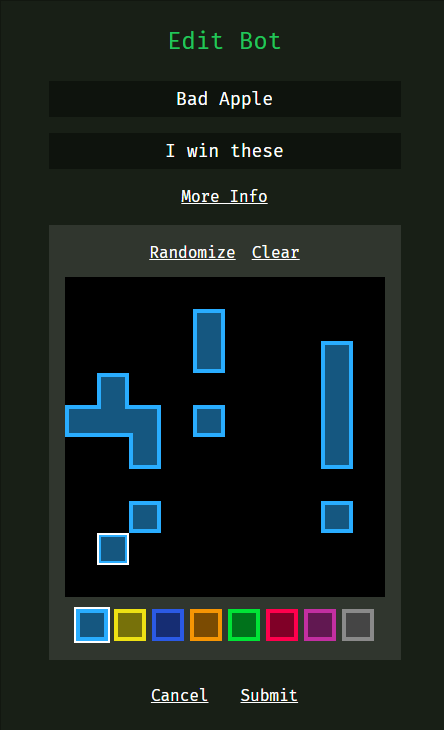 Edit Bot
Bad Apple
I win these
More Info
Randomize Clear
Cancel Submit